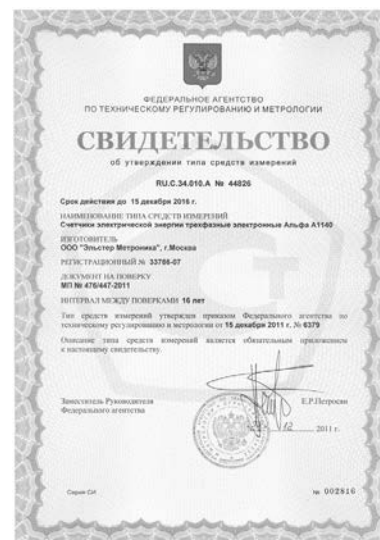 ФЕДЕРАЛЬНОЕ АГЕНТСТВО
ПО ТЕХНИЧЕСКОМУ РЕГУЛИРОВАНИЮ И МЕТРОЛОГИИ
СВИДЕТЕЛЬСТВО
об утверждении типа средств измерений
RU.C.34.010.A № 44826
Срок действия до 15 декабря 2016 г.
НАИМЕНОВАНИЕ ТИПА СРЕДСТВ ИЗМЕРЕНИЙ
Счетчики электрической энергии трехфазные электронные Альфа А1140
ИЗГОТОВИТЕЛЬ
ООО "Эльстер Метроника", г.Москва
РЕГИСТРАЦИОННЫЙ № 33786-07
ДОКУМЕНТ НА ПОВЕРКУ
МП № 476/447-2011
ИНТЕРВАЛ МЕЖДУ ПОВЕРКАМИ 16 лет
Тип средств измерений утвержден приказом Федерального агентства по
техническому регулированию и метрологии от 15 декабря 2011 г. № 6379
Описание типа средств измерений является обязательным приложением
к настоящему свидетельству.
Заместитель Руководителя
Федерального агентства
Е.Р.Петросян
12 2011 г.
Серия СИ
№ 002816